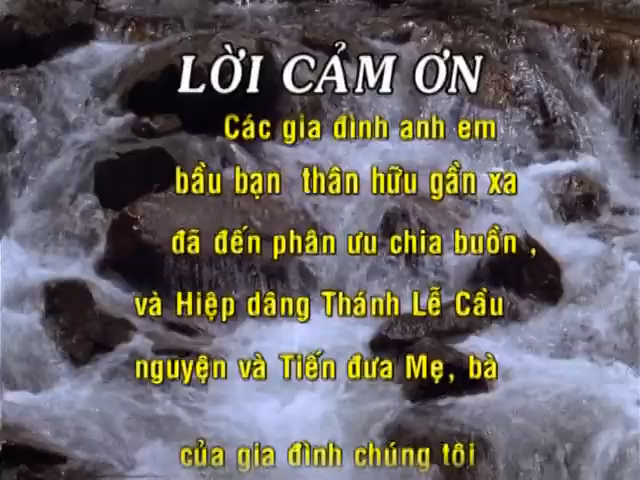 LỜI CẢM ƠN
Các gia đình anh em
bầu bạn thân hữu gần xa
đã đến phân ưu chia buồn ,
và Hiệp dâng Thánh Lễ Cầu
nguyện và Tiến đưa Mẹ, bà
của gia đình chúng tôi